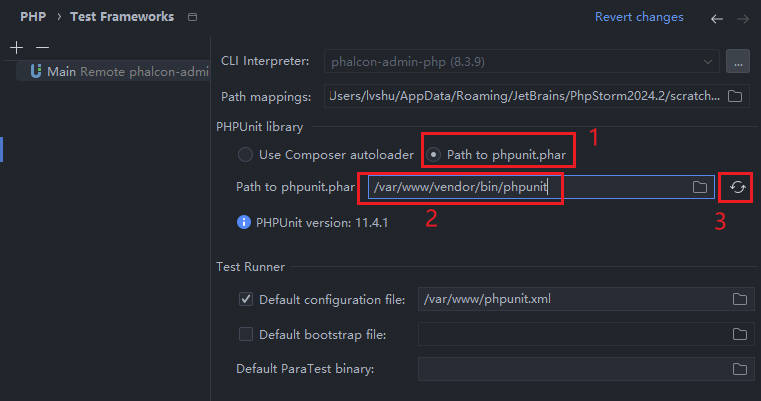 PHP › Test Frameworks
Revert changes
Main Remote phalcon-admi
CLI Interpreter: phalcon-admin-php (8.3.9) ...
Path mappings: Users/lvshu/AppData/Roaming/JetBrains/PhpStorm2024.2/scratch...
PHPUnit library
1
Use Composer autoloader Path to phpunit.phar
Path to phpunit.phar /var/www/vendor/bin/phpunit
2 3
PHPUnit version: 11.4.1
Test Runner
Default configuration file: /var/www/phpunit.xml
Default bootstrap file:
Default ParaTest binary: